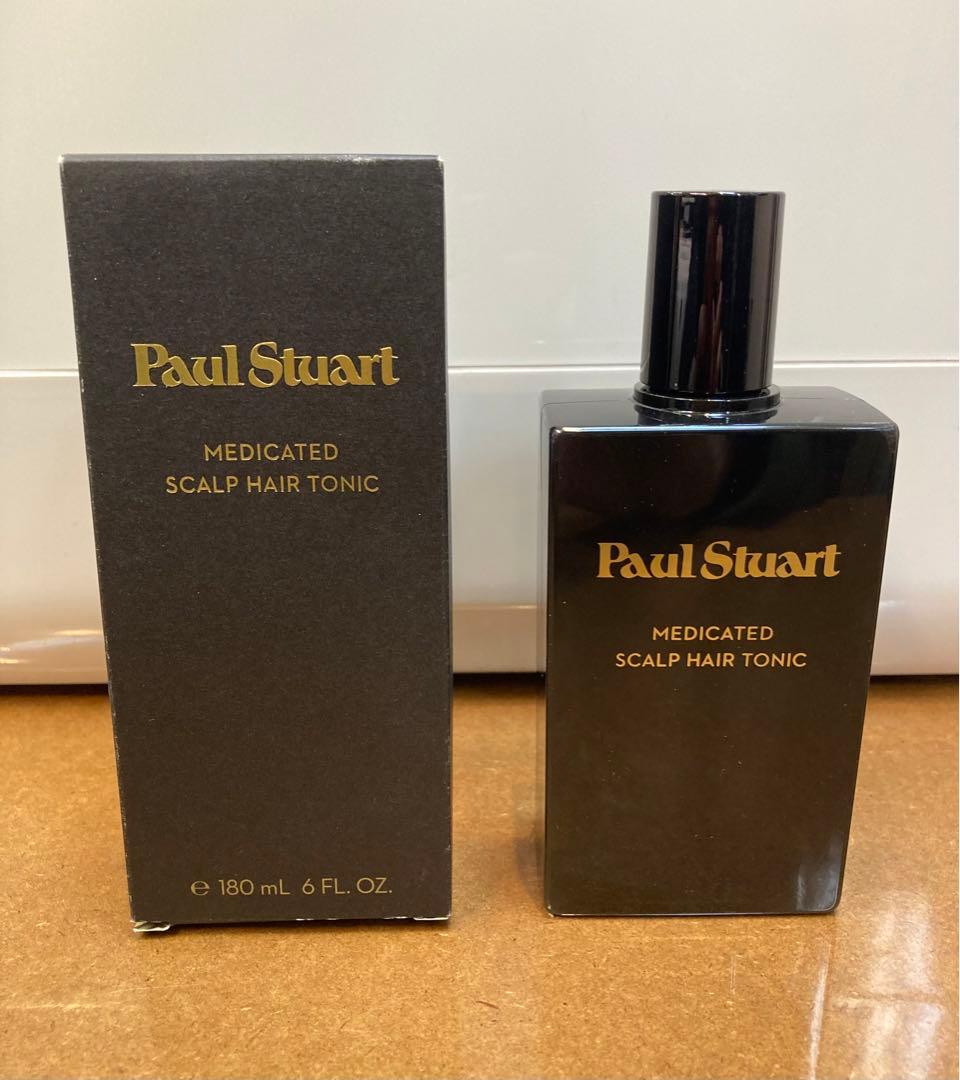 Paul Stuart
MEDICATED
SCALP HAIR TONIC
℮ 180 mL 6 FL. OZ.
Paul Stuart
MEDICATED
SCALP HAIR TONIC